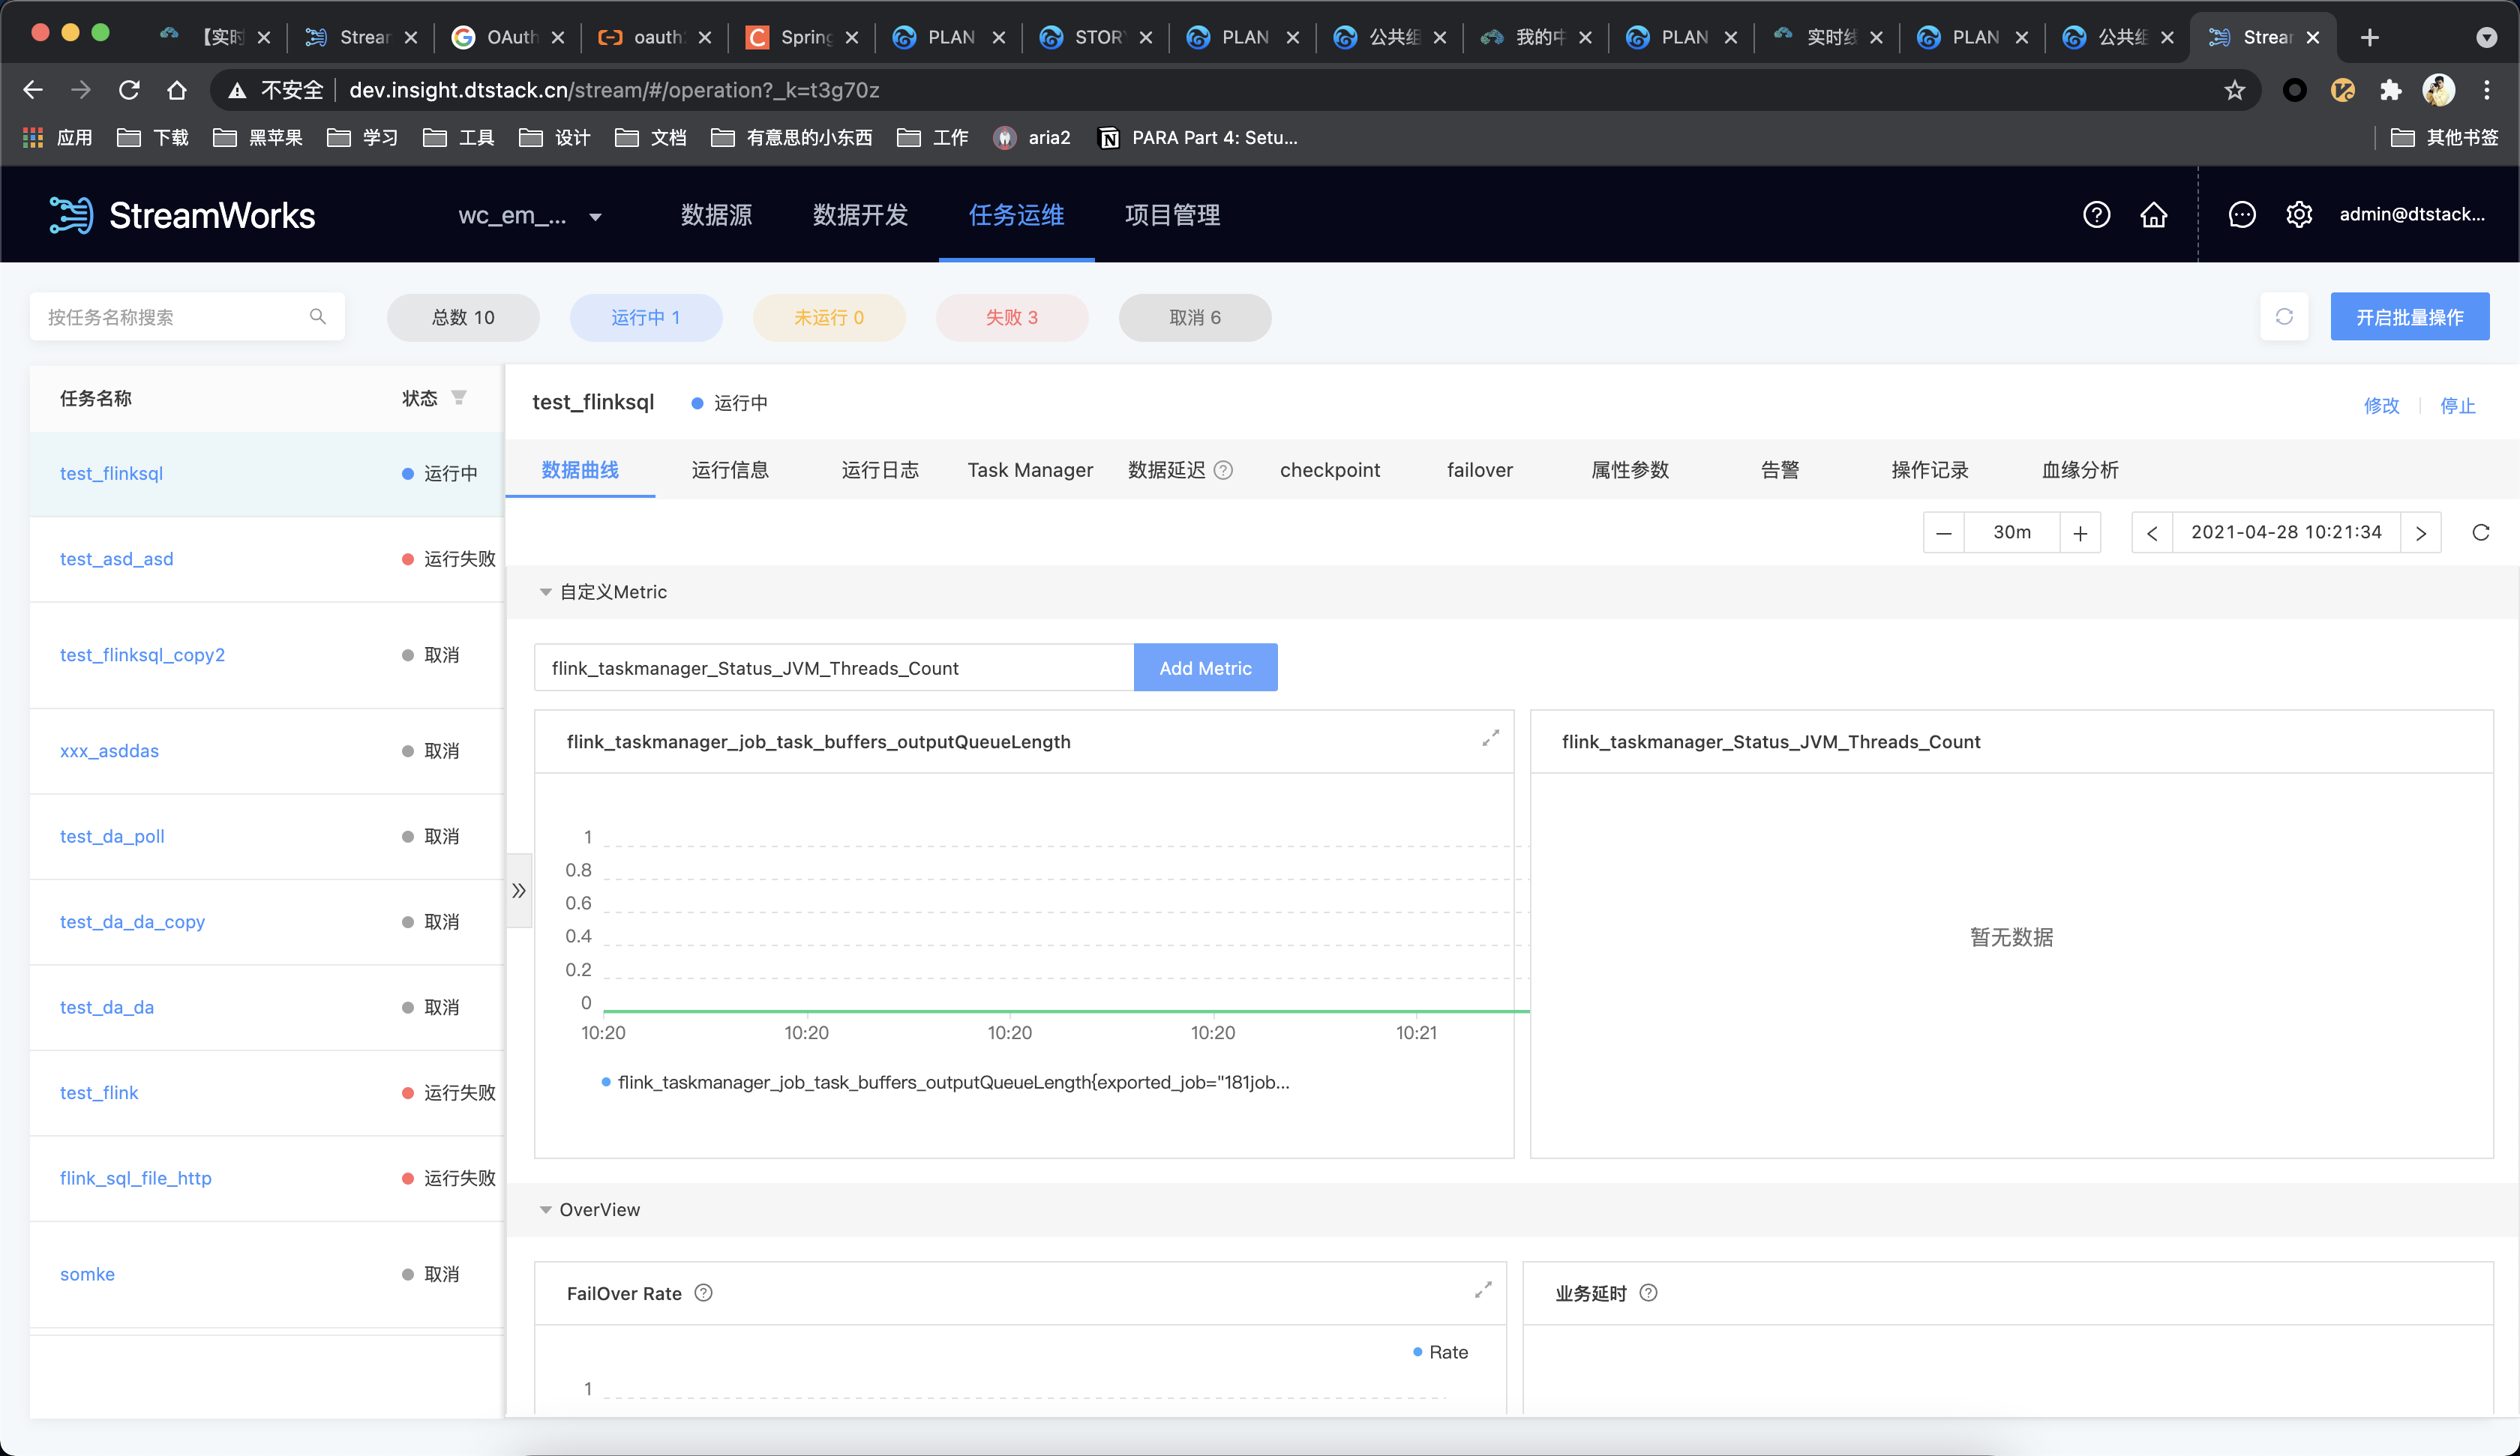 【实时
Strear
OAuth
oauth
Spring
PLAN
STOR
PLAN
公共组
我的中
PLAN
实时线
PLAN
公共组
Strear
不安全
dev.insight.dtstack.cn/stream/#/operation?_k=t3g70z
应用
下载
黑苹果
学习
工具
设计
文档
有意思的小东西
工作
aria2
PARA Part 4: Setu...
其他书签
StreamWorks
wc_em_...
数据源
数据开发
任务运维
项目管理
admin@dtstack...
按任务名称搜索
总数 10
运行中 1
未运行 0
失败 3
取消 6
开启批量操作
任务名称 状态
test_flinksql 运行中
test_asd_asd 运行失败
test_flinksql_copy2 取消
xxx_asddas 取消
test_da_poll 取消
test_da_da_copy 取消
test_da_da 取消
test_flink 运行失败
flink_sql_file_http 运行失败
somke 取消
test_flinksql 运行中
修改 停止
数据曲线 运行信息 运行日志 Task Manager 数据延迟 checkpoint failover 属性参数 告警 操作记录 血缘分析
30m
2021-04-28 10:21:34
自定义Metric
flink_taskmanager_Status_JVM_Threads_Count
Add Metric
flink_taskmanager_job_task_buffers_outputQueueLength
1
0.8
0.6
0.4
0.2
0
10:20 10:20 10:20 10:20 10:21
flink_taskmanager_job_task_buffers_outputQueueLength{exported_job="181job...
flink_taskmanager_Status_JVM_Threads_Count
暂无数据
OverView
FailOver Rate
Rate
1
业务延时